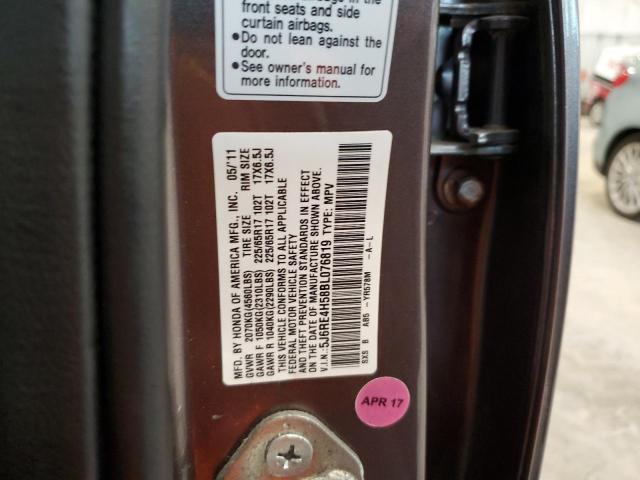 front seats and side
curtain airbags.
•Do not lean against the
door.
•See owner's manual for
more information.
MFD. BY HONDA OF AMERICA MFG., INC. 05/'11
GVWR 2070KG(4560LBS) TIRE SIZE RIM SIZE
GAWR F 1050KG(2310LBS) 225/65R17 102T 17X6.5J
GAWR R 1040KG(2290LBS) 225/65R17 102T 17X6.5J
THIS VEHICLE CONFORMS TO ALL APPLICABLE
FEDERAL MOTOR VEHICLE SAFETY
AND THEFT PREVENTION STANDARDS IN EFFECT
ON THE DATE OF MANUFACTURE SHOWN ABOVE.
V.I.N.:5J6RE4H58BL076819 TYPE: MPV
SXS B AB5 -YR578M -A-L
APR 17